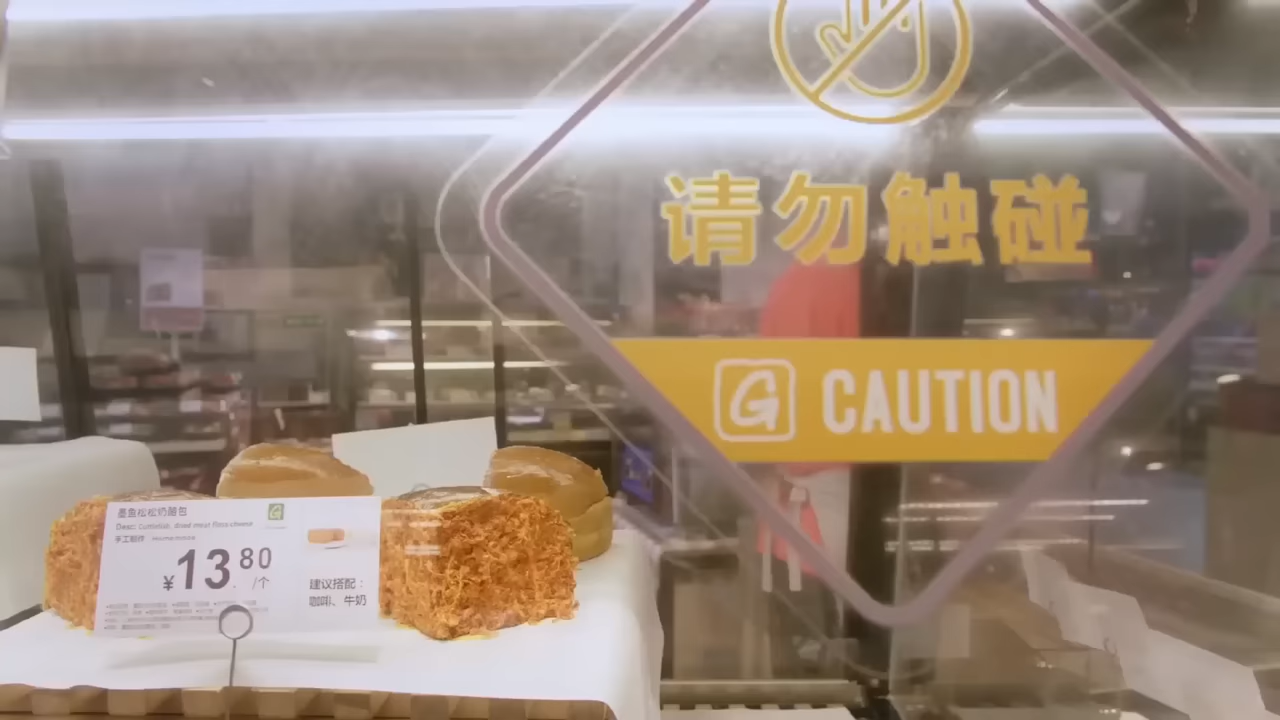 请勿触碰
G CAUTION
墨鱼松松奶酪包
G
Desc: Cuttlefish, dried meat floss cheese
手工制作 Homemade
¥13.80/个
建议搭配：
咖啡、牛奶